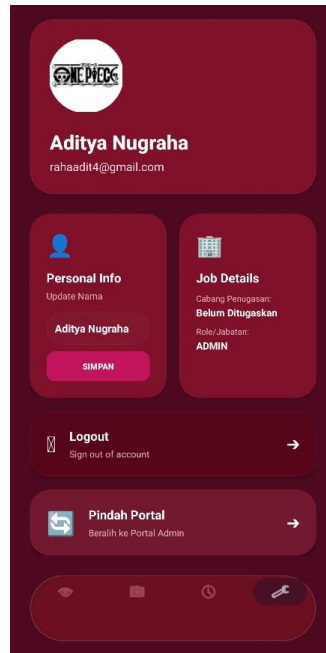 ONE PIECE
Aditya Nugraha
rahaadit4@gmail.com
Personal Info
Update Nama
Aditya Nugraha
SIMPAN
Job Details
Cabang Penugasan:
Belum Ditugaskan
Role/Jabatan:
ADMIN
Logout
Sign out of account
Pindah Portal
Beralih ke Portal Admin